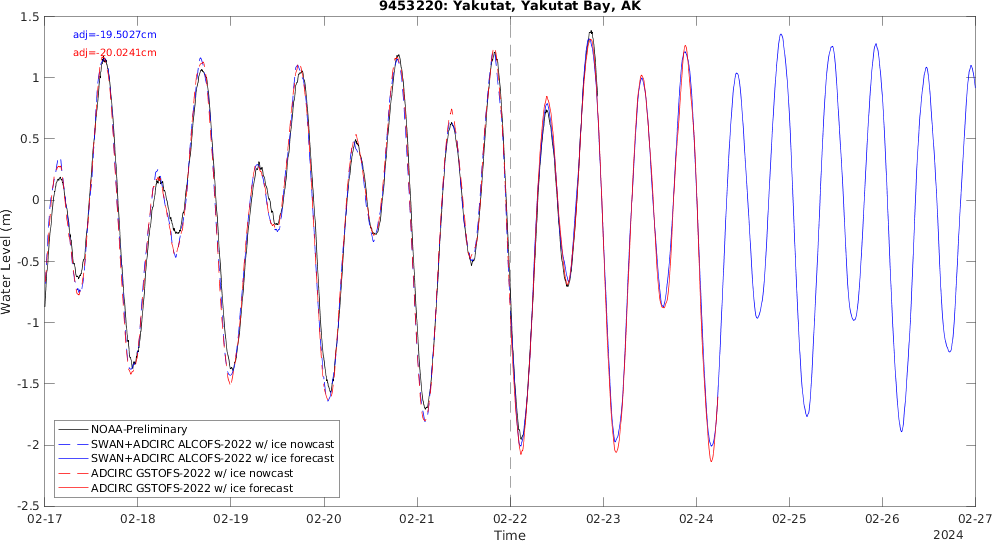 9453220: Yakutat, Yakutat Bay, AK
adj=-19.5027cm
adj=-20.0241cm
1.5
1
0.5
0
-0.5
-1
-1.5
-2
-2.5
Water Level (m)
NOAA-Preliminary
SWAN+ADCIRC ALCOFS-2022 w/ ice nowcast
SWAN+ADCIRC ALCOFS-2022 w/ ice forecast
ADCIRC GSTOFS-2022 w/ ice nowcast
ADCIRC GSTOFS-2022 w/ ice forecast
02-17 02-18 02-19 02-20 02-21 02-22 02-23 02-24 02-25 02-26 02-27
Time
2024